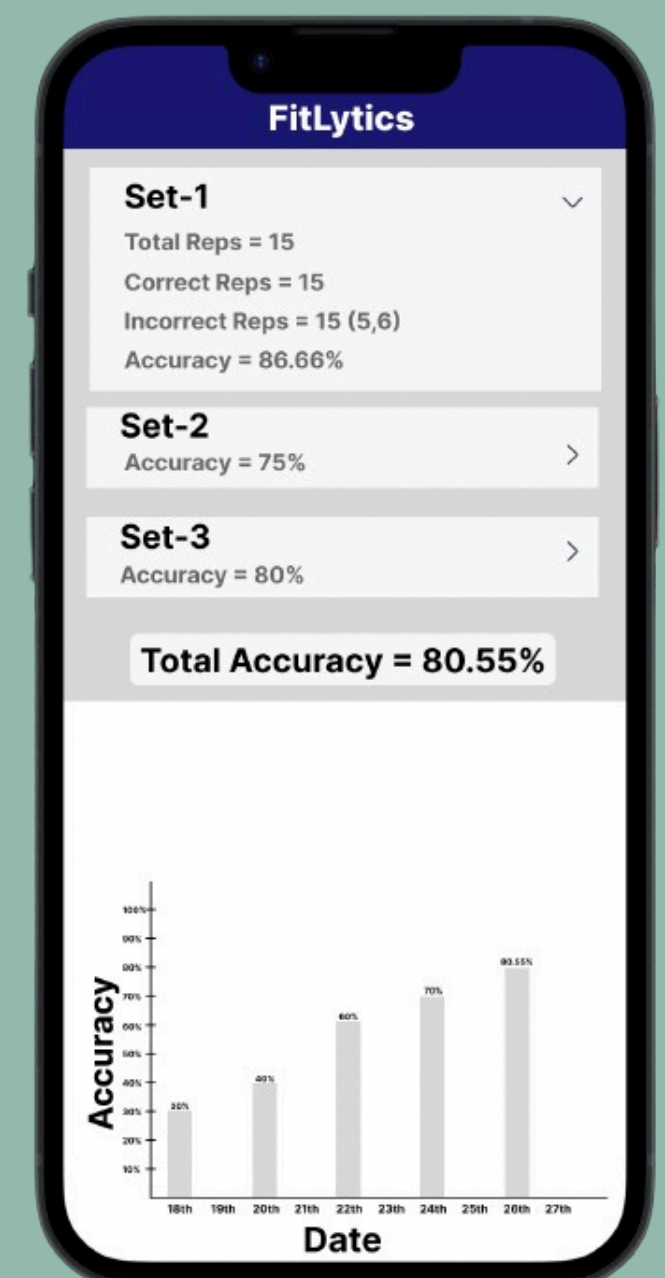 FitLytics
Set-1
Total Reps = 15
Correct Reps = 15
Incorrect Reps = 15 (5,6)
Accuracy = 86.66%
Set-2
Accuracy = 75%
Set-3
Accuracy = 80%
Total Accuracy = 80.55%
Accuracy
100%
90%
80%
70%
60%
50%
40%
30%
20%
10%
30%
40%
60%
70%
80.55%
18th 19th 20th 21th 22th 23th 24th 25th 26th 27th
Date